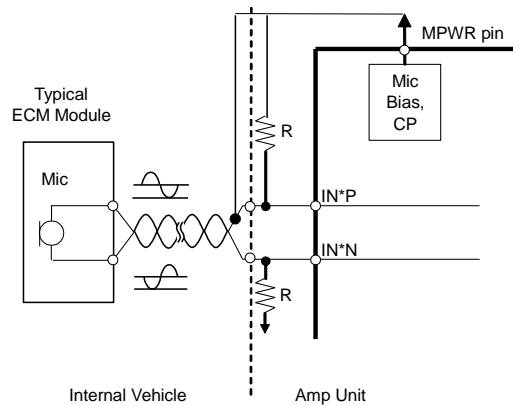 MPWR pin
Typical
ECM Module
Mic
Bias,
CP
R
Mic
IN*P
IN*N
R
Internal Vehicle
Amp Unit